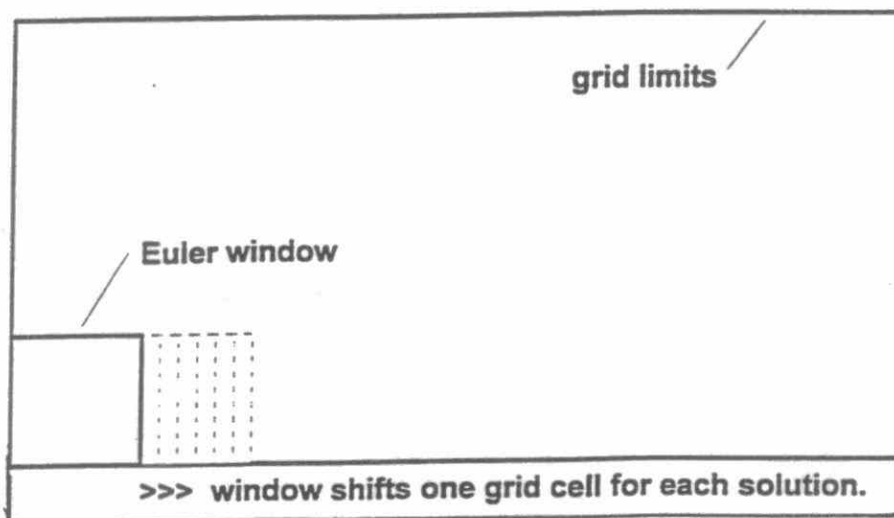 grid limits
Euler window
>>> window shifts one grid cell for each solution.